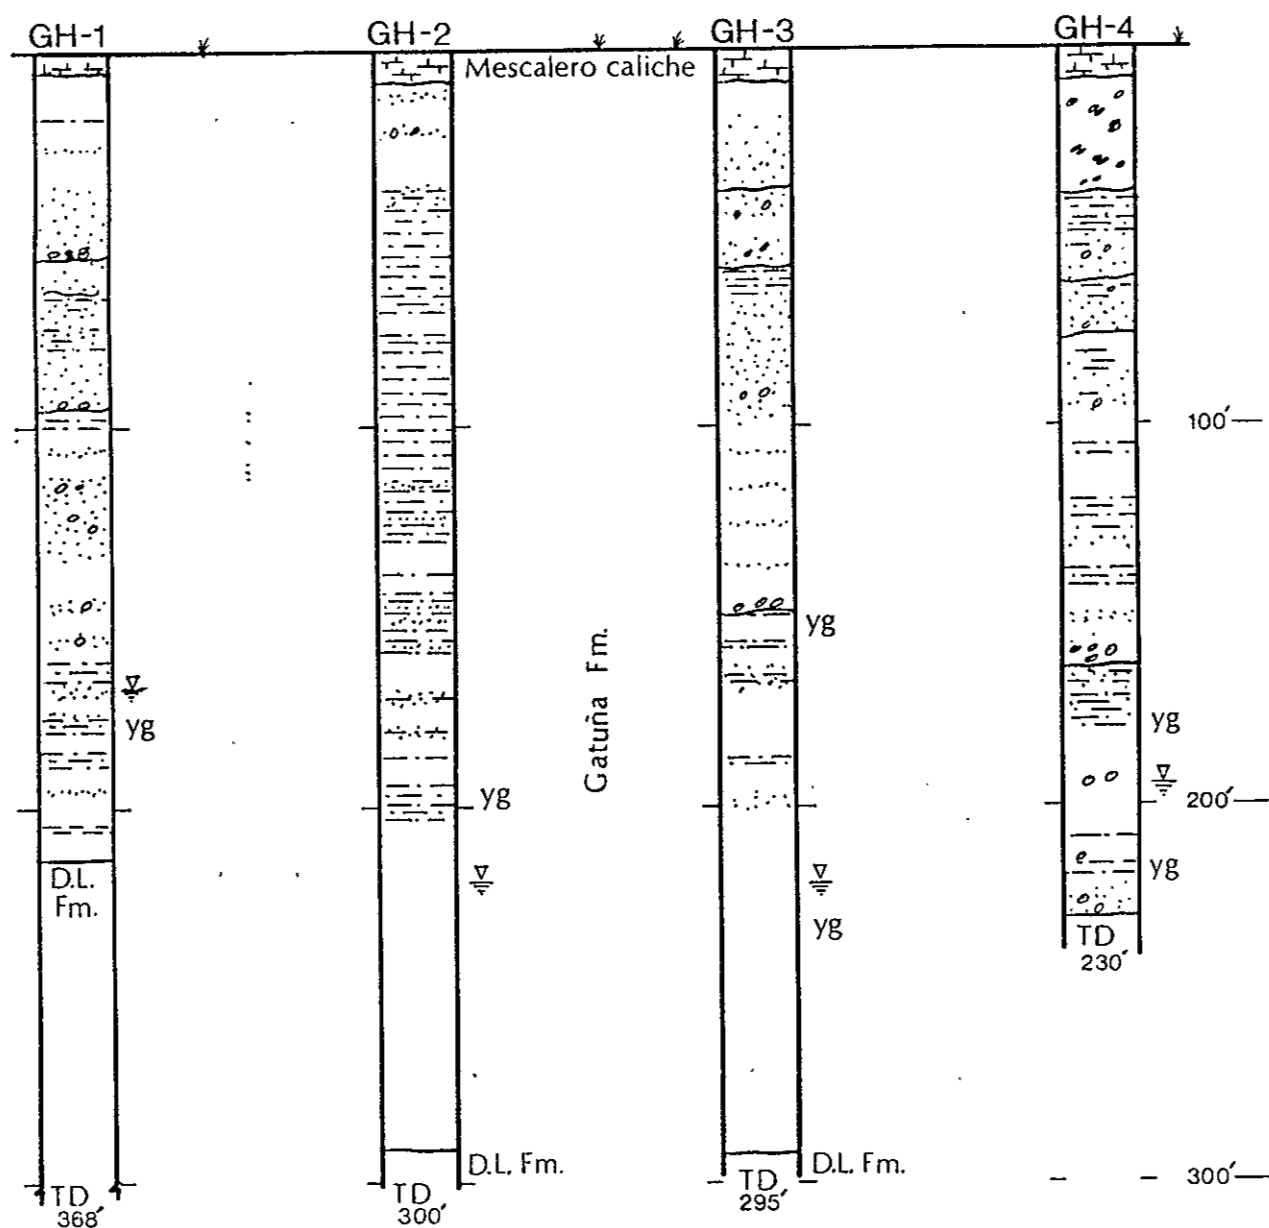 GH-1
GH-2
GH-3
GH-4
Mescalero caliche
100′
yg
Gatuña Fm.
yg
yg
yg
200′
D.L.
Fm.
yg
yg
TD
230′
D.L. Fm.
D.L. Fm.
TD
368′
TD
300′
TD
295′
300′